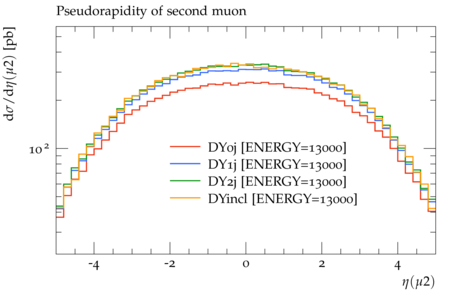 Pseudorapidity of second muon
dσ/dη(μ2) [pb]
10²
DY0j [ENERGY=13000]
DY1j [ENERGY=13000]
DY2j [ENERGY=13000]
DYincl [ENERGY=13000]
-4 -2 0 2 4
η(μ2)